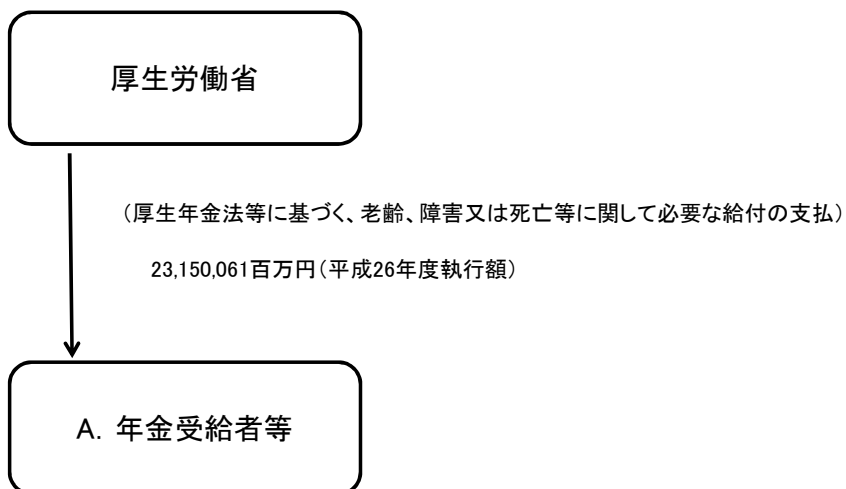 厚生労働省
（厚生年金法等に基づく、老齢、障害又は死亡等に関して必要な給付の支払）
23,150,061百万円（平成26年度執行額）
A．年金受給者等